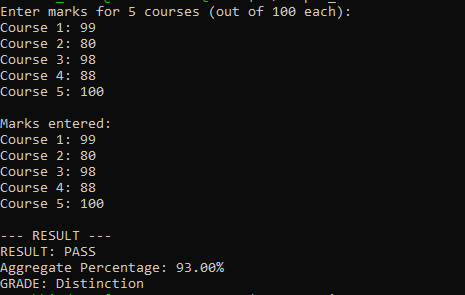 Enter marks for 5 courses (out of 100 each):
Course 1: 99
Course 2: 80
Course 3: 98
Course 4: 88
Course 5: 100
Marks entered:
Course 1: 99
Course 2: 80
Course 3: 98
Course 4: 88
Course 5: 100
--- RESULT ---
RESULT: PASS
Aggregate Percentage: 93.00%
GRADE: Distinction